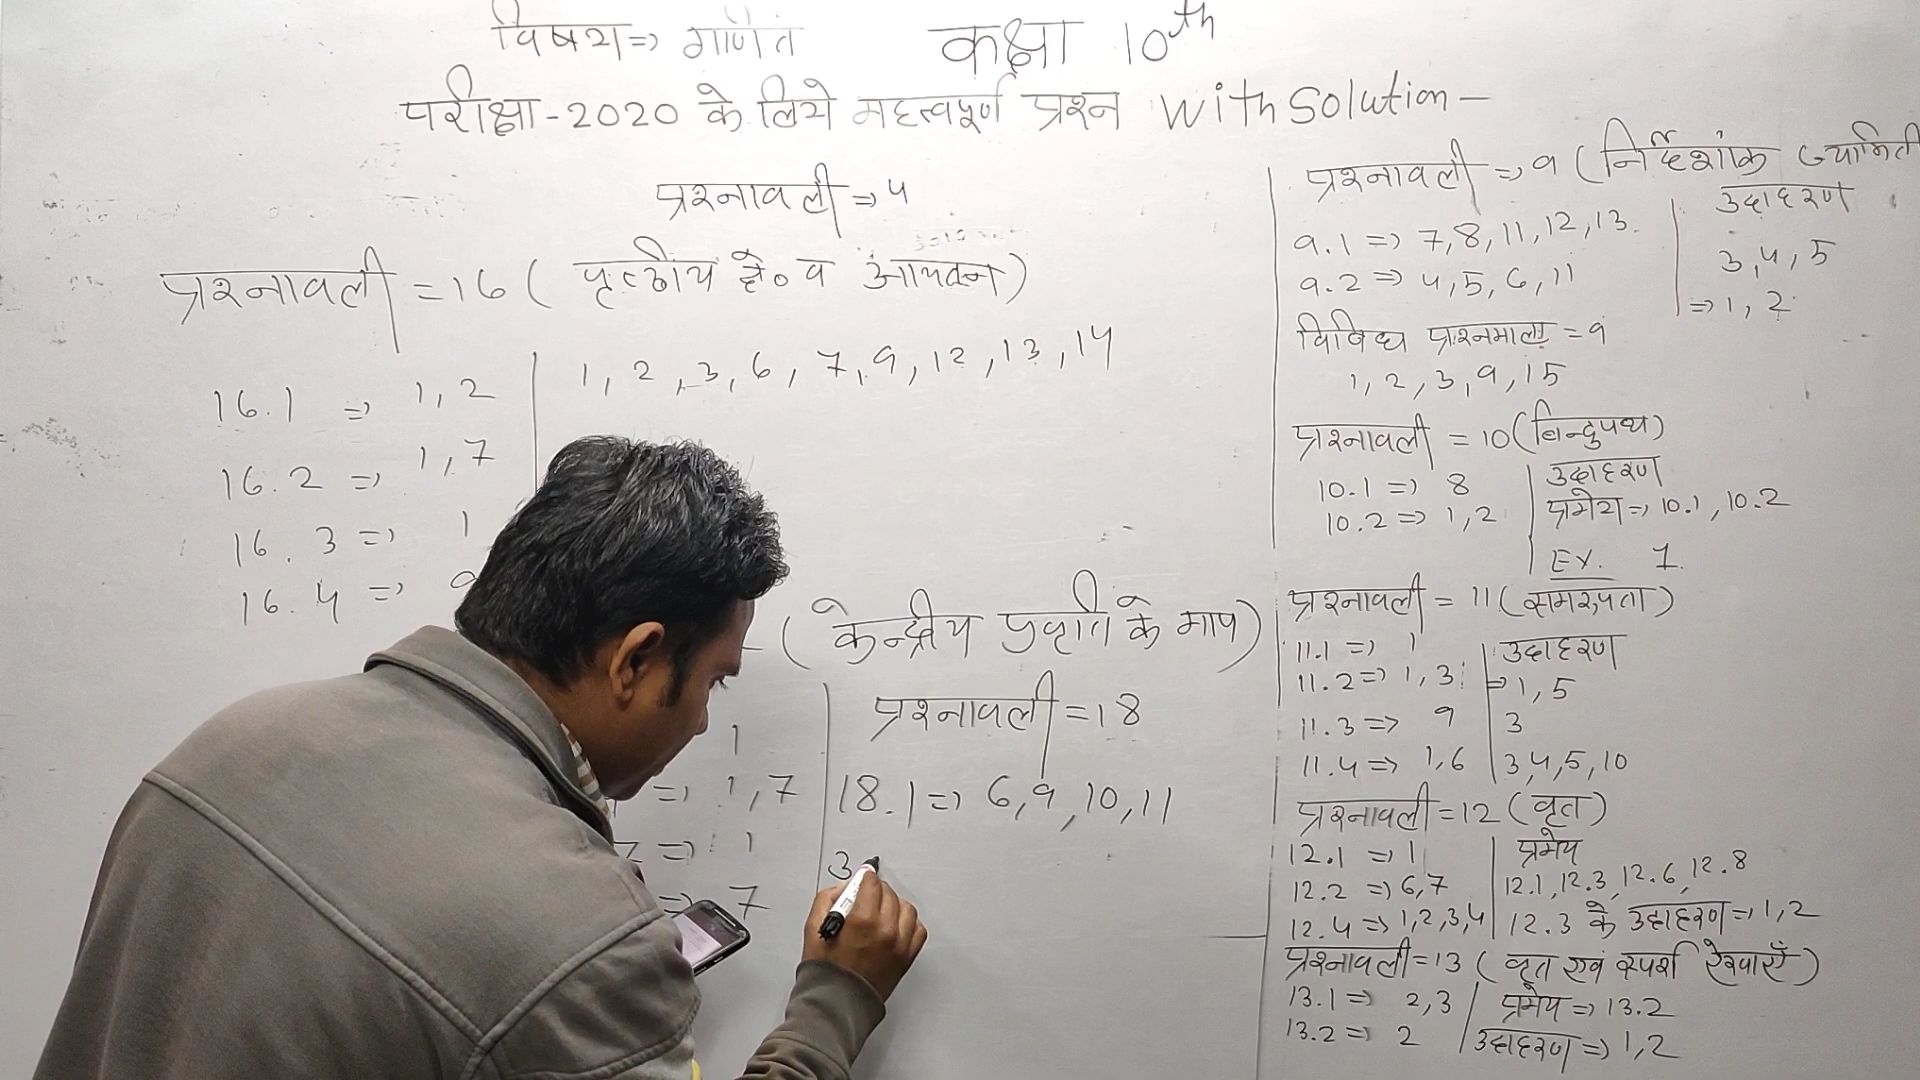 विषय => गणित कक्षा 10th
परीक्षा-2020 के लिये महत्वपूर्ण प्रश्न With Solution -
प्रश्नावली => 4
प्रश्नावली = 16 ( पृष्ठीय क्षे० व आयतन)
16.1 => 1, 2
16.2 => 1, 7
16.3 => 1
16.4 => 9
1, 2, 3, 6, 7, 9, 12, 13, 14
(केन्द्रीय प्रवृति के माप)
1
=> 1, 7
=> 1
=> 7
प्रश्नावली = 18
18.1 => 6, 9, 10, 11
3
प्रश्नावली => 9 (निर्देशांक ज्यामिती
9.1 => 7, 8, 11, 12, 13
9.2 => 4, 5, 6, 11
उदाहरण
3, 4, 5
=> 1, 2
विविध प्रश्नमाला = 9
1, 2, 3, 9, 15
प्रश्नावली = 10 (बिन्दुपथ)
10.1 => 8
10.2 => 1, 2
उदाहरण
प्रमेय => 10.1, 10.2
Ex. 1
प्रश्नावली = 11 (समरुपता)
11.1 => 1
11.2 => 1, 3
11.3 => 9
11.4 => 1, 6
उदाहरण
=> 1, 5
3
3, 4, 5, 10
प्रश्नावली = 12 (वृत)
12.1 => 1
12.2 => 6, 7
12.4 => 1, 2, 3, 4
प्रमेय
12.1, 12.3, 12.6, 12.8
12.3 के उदाहरण => 1, 2
प्रश्नावली = 13 (वृत एवं स्पर्श रेखाएँ)
13.1 => 2, 3
13.2 => 2
प्रमेय => 13.2
उदाहरण => 1, 2